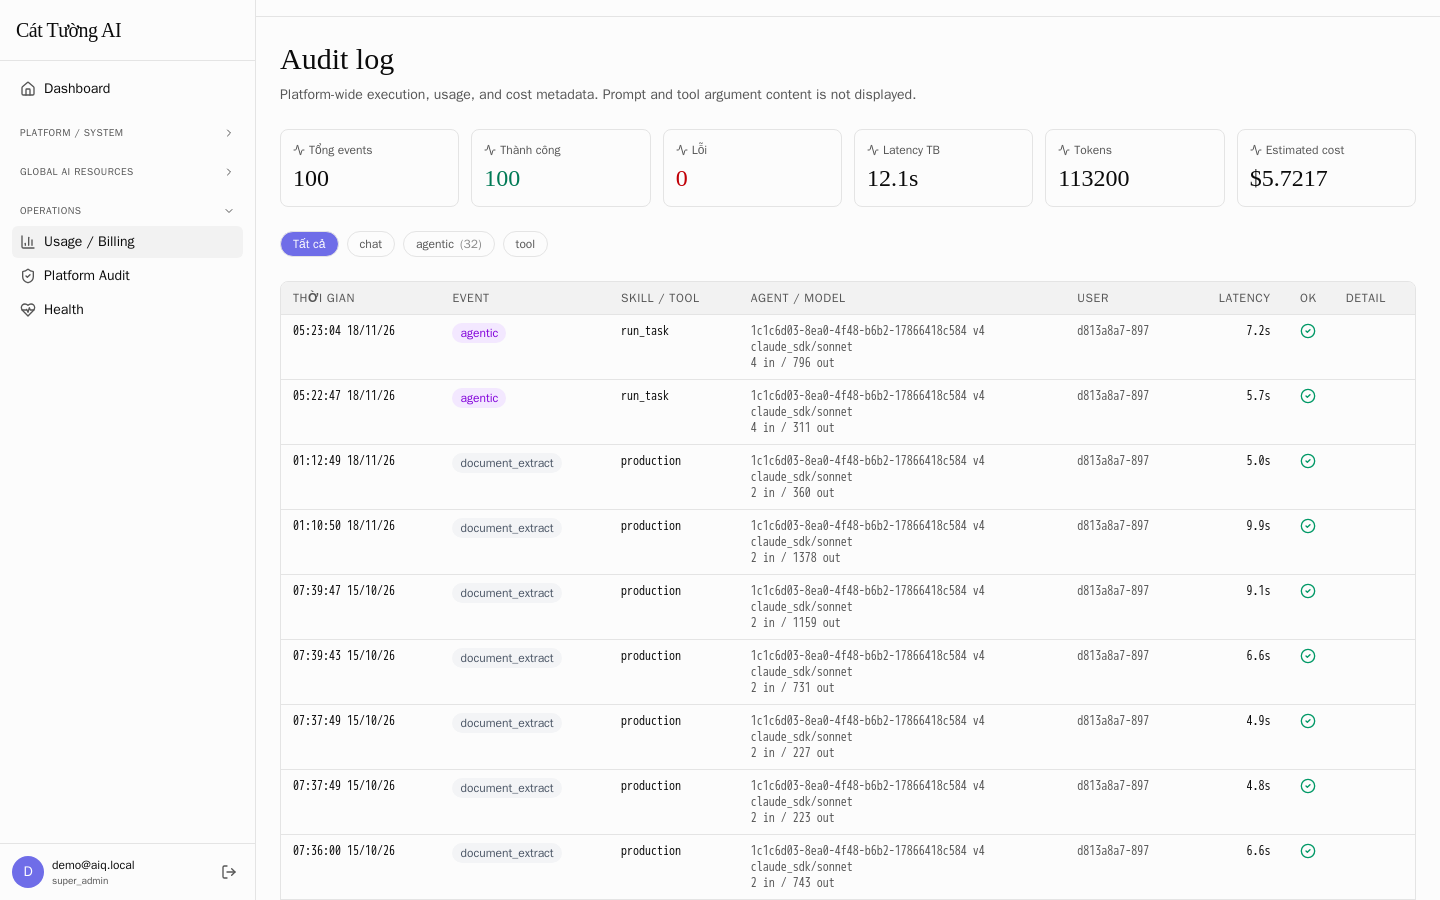 Cát Tường AI
Dashboard
PLATFORM / SYSTEM
GLOBAL AI RESOURCES
OPERATIONS
Usage / Billing
Platform Audit
Health
D
demo@aiq.local
super_admin
Audit log
Platform-wide execution, usage, and cost metadata. Prompt and tool argument content is not displayed.
Tổng events
100
Thành công
100
Lỗi
0
Latency TB
12.1s
Tokens
113200
Estimated cost
$5.7217
Tất cả chat agentic (32) tool
THỜI GIAN EVENT SKILL / TOOL AGENT / MODEL USER LATENCY OK DETAIL
05:23:04 18/11/26 agentic run_task 1c1c6d03-8ea0-4f48-b6b2-17866418c584 v4 d813a8a7-897 7.2s
claude_sdk/sonnet
4 in / 796 out
05:22:47 18/11/26 agentic run_task 1c1c6d03-8ea0-4f48-b6b2-17866418c584 v4 d813a8a7-897 5.7s
claude_sdk/sonnet
4 in / 311 out
01:12:49 18/11/26 document_extract production 1c1c6d03-8ea0-4f48-b6b2-17866418c584 v4 d813a8a7-897 5.0s
claude_sdk/sonnet
2 in / 360 out
01:10:50 18/11/26 document_extract production 1c1c6d03-8ea0-4f48-b6b2-17866418c584 v4 d813a8a7-897 9.9s
claude_sdk/sonnet
2 in / 1378 out
07:39:47 15/10/26 document_extract production 1c1c6d03-8ea0-4f48-b6b2-17866418c584 v4 d813a8a7-897 9.1s
claude_sdk/sonnet
2 in / 1159 out
07:39:43 15/10/26 document_extract production 1c1c6d03-8ea0-4f48-b6b2-17866418c584 v4 d813a8a7-897 6.6s
claude_sdk/sonnet
2 in / 731 out
07:37:49 15/10/26 document_extract production 1c1c6d03-8ea0-4f48-b6b2-17866418c584 v4 d813a8a7-897 4.9s
claude_sdk/sonnet
2 in / 227 out
07:37:49 15/10/26 document_extract production 1c1c6d03-8ea0-4f48-b6b2-17866418c584 v4 d813a8a7-897 4.8s
claude_sdk/sonnet
2 in / 223 out
07:36:00 15/10/26 document_extract production 1c1c6d03-8ea0-4f48-b6b2-17866418c584 v4 d813a8a7-897 6.6s
claude_sdk/sonnet
2 in / 743 out